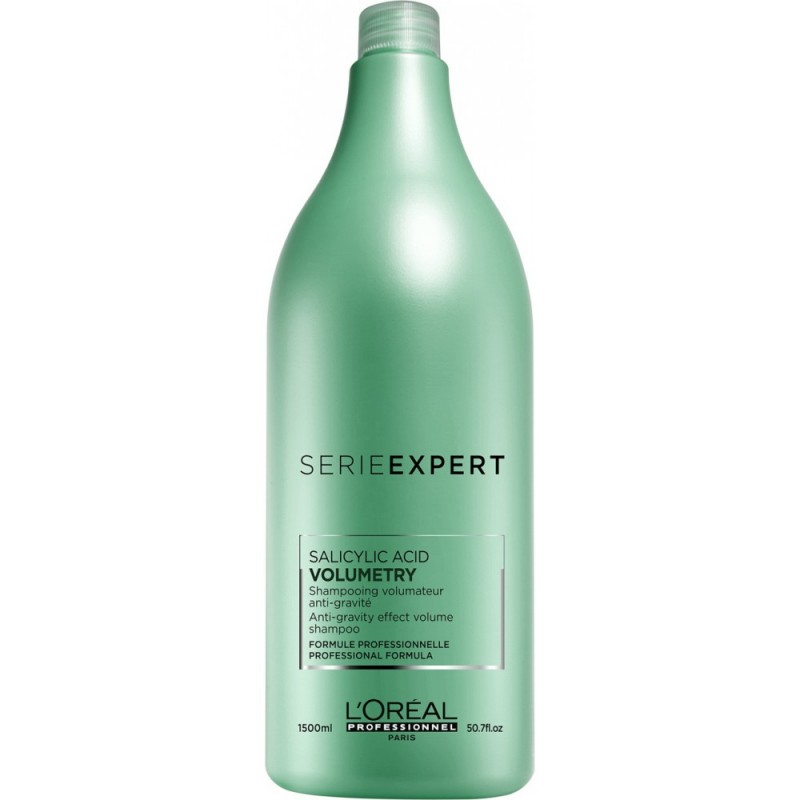 SERIEEXPERT
SALICYLIC ACID
VOLUMETRY
Shampooing volumateur
anti-gravité
Anti-gravity effect volume
shampoo
FORMULE PROFESSIONNELLE
PROFESSIONAL FORMULA
1500ml
L'ORÉAL
PROFESSIONNEL
PARIS
50.7fl.oz